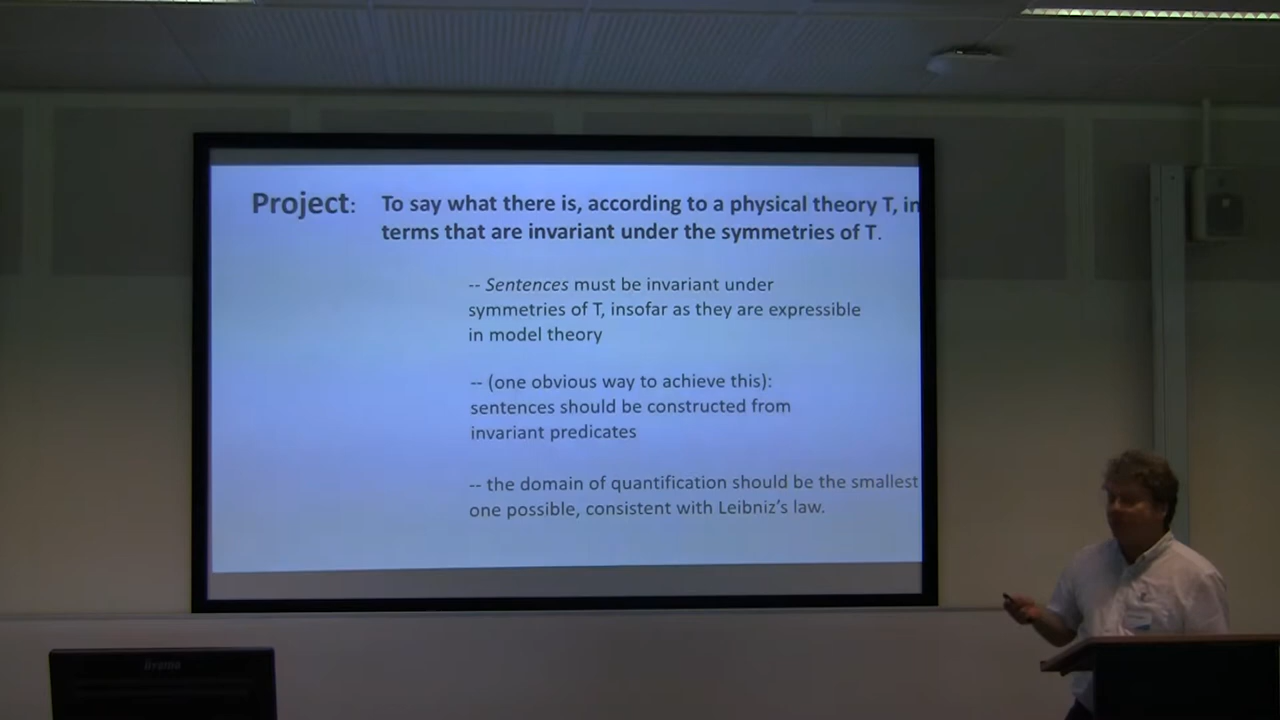 Project: To say what there is, according to a physical theory T, in
terms that are invariant under the symmetries of T.
-- Sentences must be invariant under
symmetries of T, insofar as they are expressible
in model theory
-- (one obvious way to achieve this):
sentences should be constructed from
invariant predicates
-- the domain of quantification should be the smallest
one possible, consistent with Leibniz's law.
iiyama